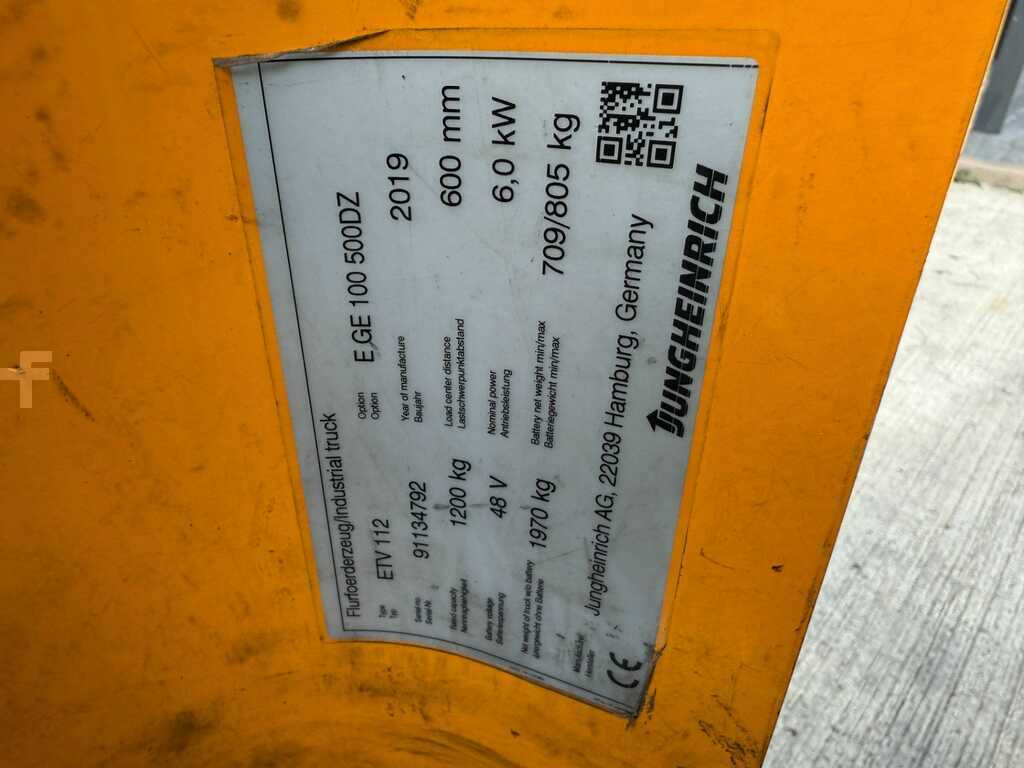 Flurfoerderzeug/Industrial truck
Type
Typ
ETV 112
Option
Option
E,GE 100 500DZ
Serial no.
Serial-Nr.
91134792
Year of manufacture
Baujahr
2019
Rated capacity
Nenntragfaehigkeit
1200 kg
Load center distance
Lastschwerpunktabstand
600 mm
Battery voltage
Batteriespannung
48 V
Nominal power
Antriebsleistung
6,0 kW
Net weight of truck w/o battery
Leergewicht ohne Batterie
1970 kg
Battery net weight min/max
Batteriegewicht min/max
709/805 kg
Manufacturer
Hersteller
Jungheinrich AG, 22039 Hamburg, Germany
CE
JUNGHEINRICH